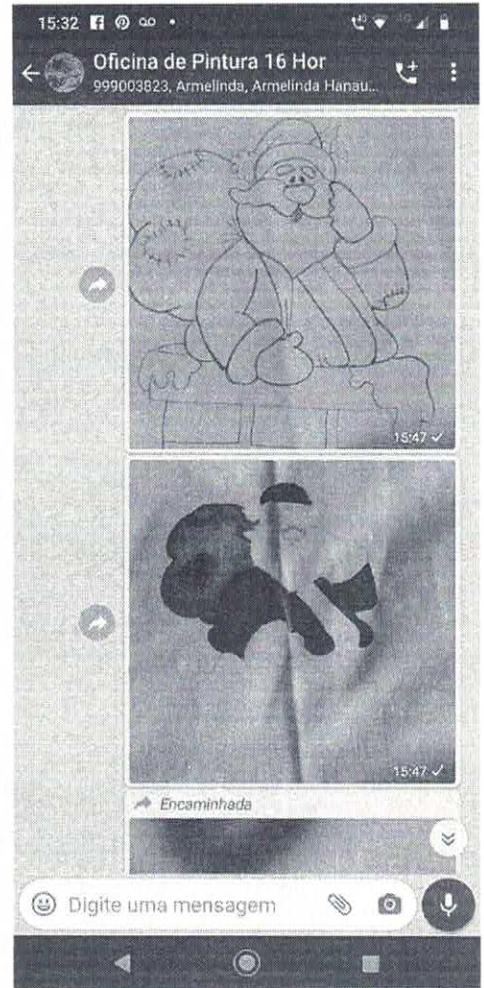 15:32
Oficina de Pintura 16 Hor
999003823, Armelinda, Armelinda Hanau...
15:47
15:47
Encaminhada
Digite uma mensagem